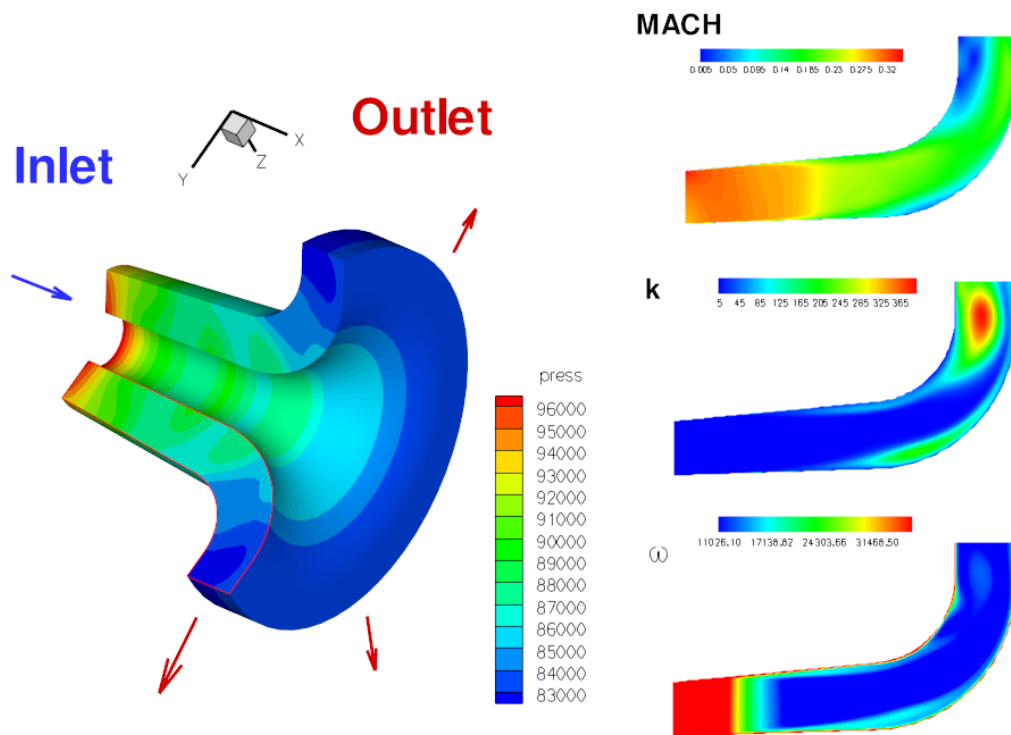 Inlet
Outlet
X
Y
Z
press
96000
95000
94000
93000
92000
91000
90000
89000
88000
87000
86000
85000
84000
83000
MACH
0.005 0.05 0.095 0.14 0.185 0.23 0.275 0.32
k
5 45 85 125 165 205 245 285 325 365
ω
11026.10 17138.82 24303.66 31468.50